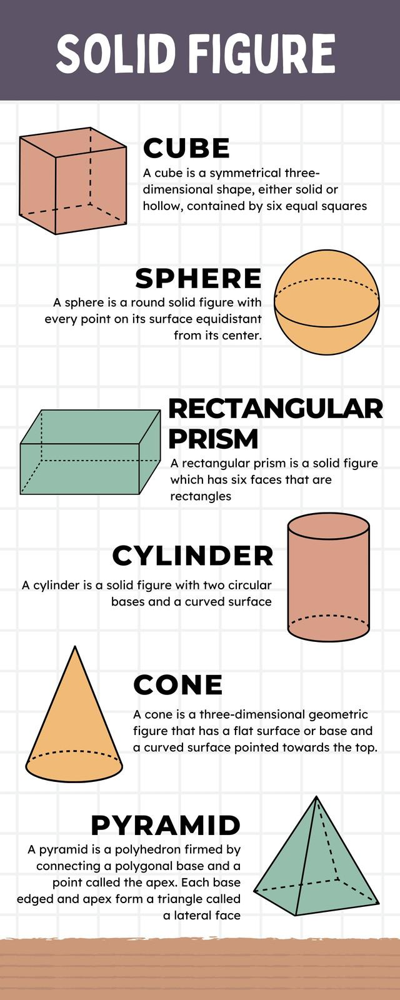 SOLID FIGURE
CUBE
A cube is a symmetrical three-
dimensional shape, either solid or
hollow, contained by six equal squares
SPHERE
A sphere is a round solid figure with
every point on its surface equidistant
from its center.
RECTANGULAR
PRISM
A rectangular prism is a solid figure
which has six faces that are
rectangles
CYLINDER
A cylinder is a solid figure with two circular
bases and a curved surface
CONE
A cone is a three-dimensional geometric
figure that has a flat surface or base and
a curved surface pointed towards the top.
PYRAMID
A pyramid is a polyhedron firmed by
connecting a polygonal base and a
point called the apex. Each base
edged and apex form a triangle called
a lateral face